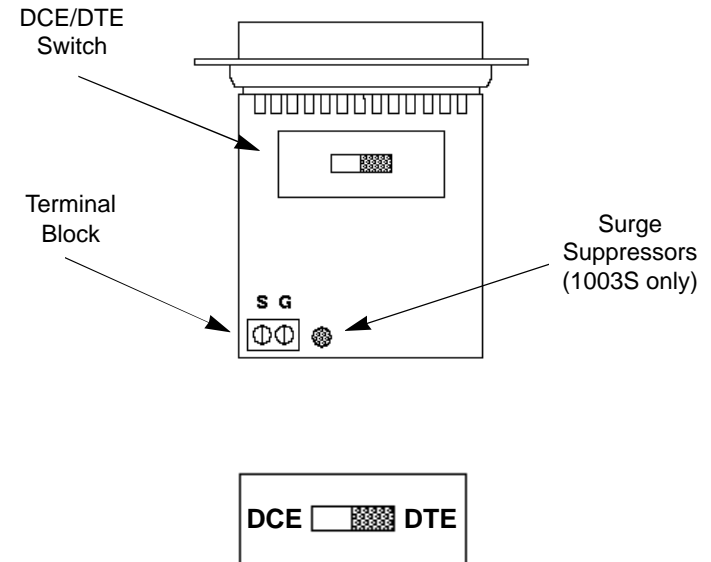 DCE/DTE
Switch
Terminal
Block
Surge
Suppressors
(1003S only)
S G
DCE DTE